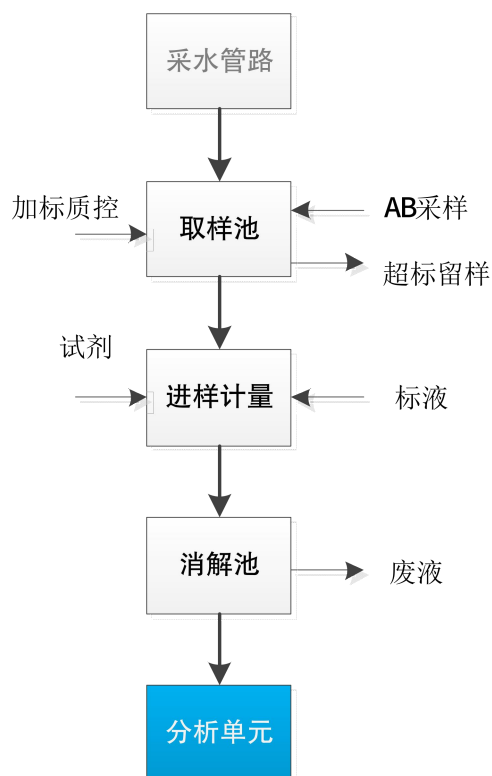 采水管路
加标质控
取样池
AB采样
超标留样
试剂
进样计量
标液
消解池
废液
分析单元